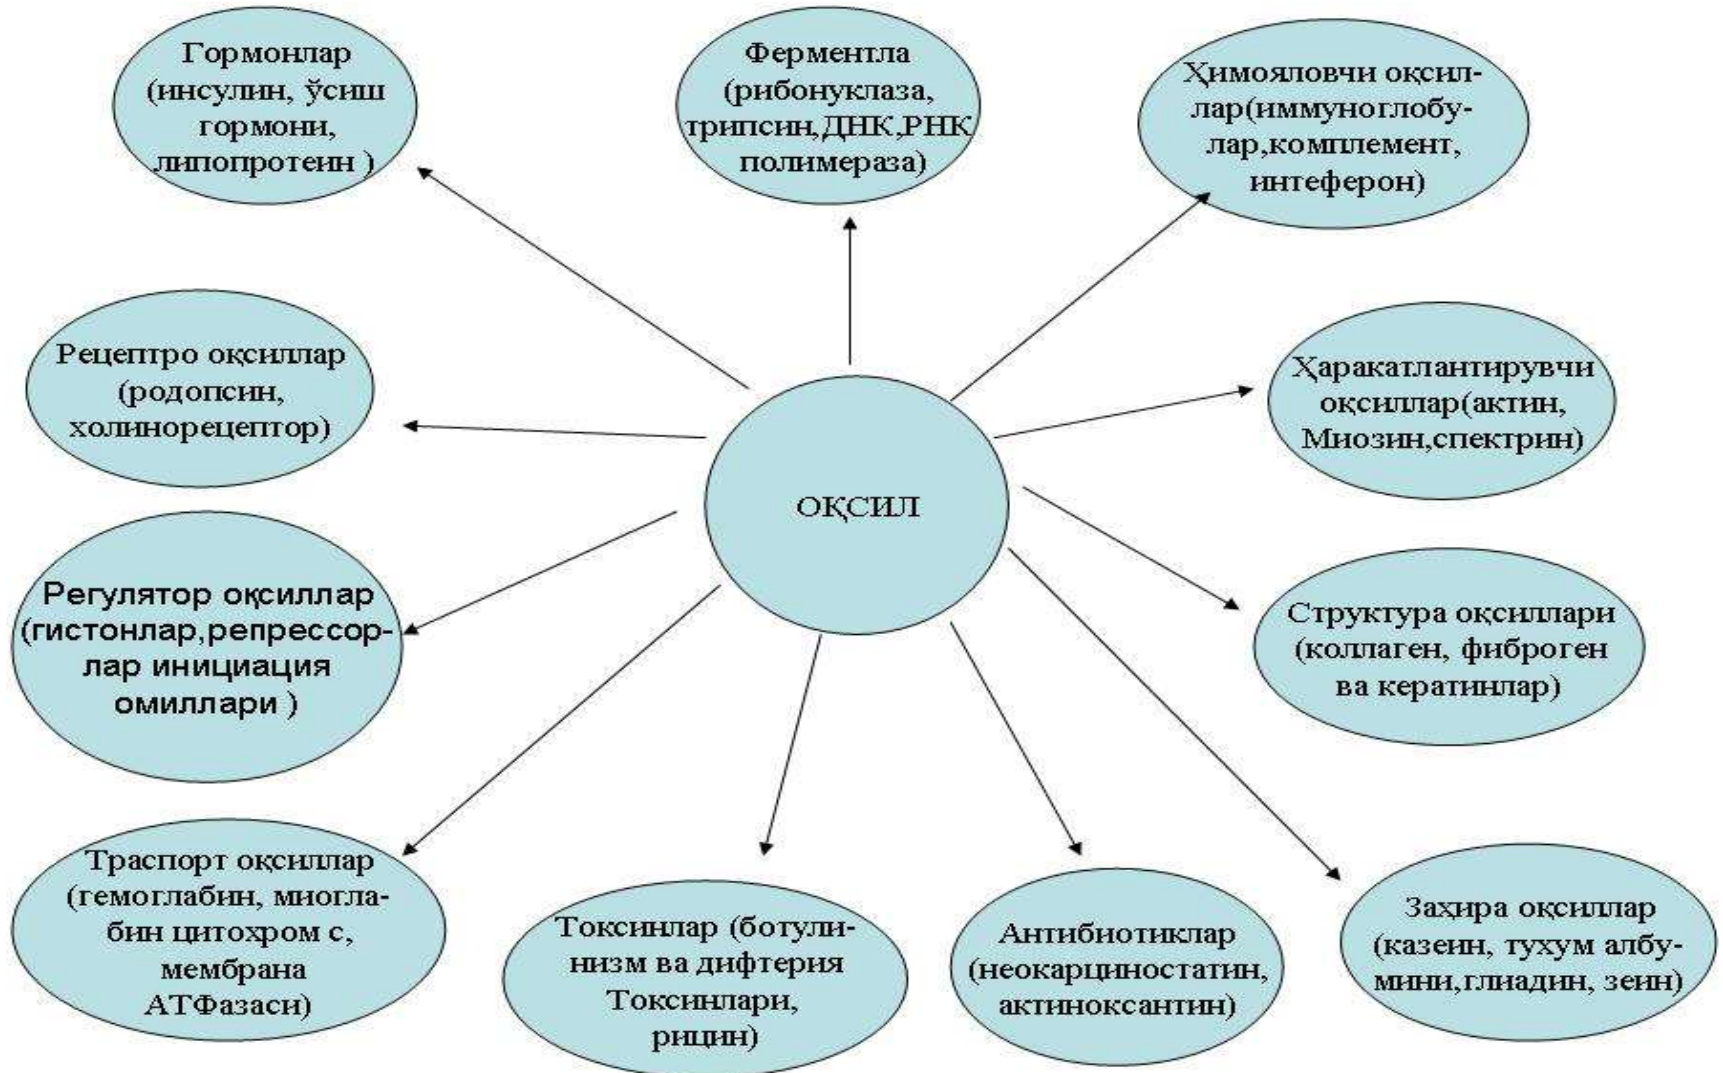 Гормонлар
(инсулин, ўсиш
гормони,
липопротеин )
Ферментла
(рибонуклаза,
трипсин,ДНК,РНК
полимераза)
Ҳимояловчи оқсил-
лар(иммуноглобу-
лар,комплемент,
интеферон)
Рецептро оқсиллар
(родопсин,
холинорецептор)
Ҳаракатлантирувчи
оқсиллар(актин,
Миозин,спектрин)
ОҚСИЛ
Регулятор оқсиллар
(гистонлар,репрессор-
лар инициация
омиллари )
Структура оқсиллари
(коллаген, фиброген
ва кератинлар)
Траспорт оқсиллар
(гемоглабин, миогла-
бин цитохром с,
мембрана
АТФазаси)
Токсинлар (ботули-
низм ва дифтерия
Токсинлари,
рицин)
Антибиотиклар
(неокарциностатин,
актиноксантин)
Заҳира оқсиллар
(казеин, тухум албу-
мини,глиадин, зеин)